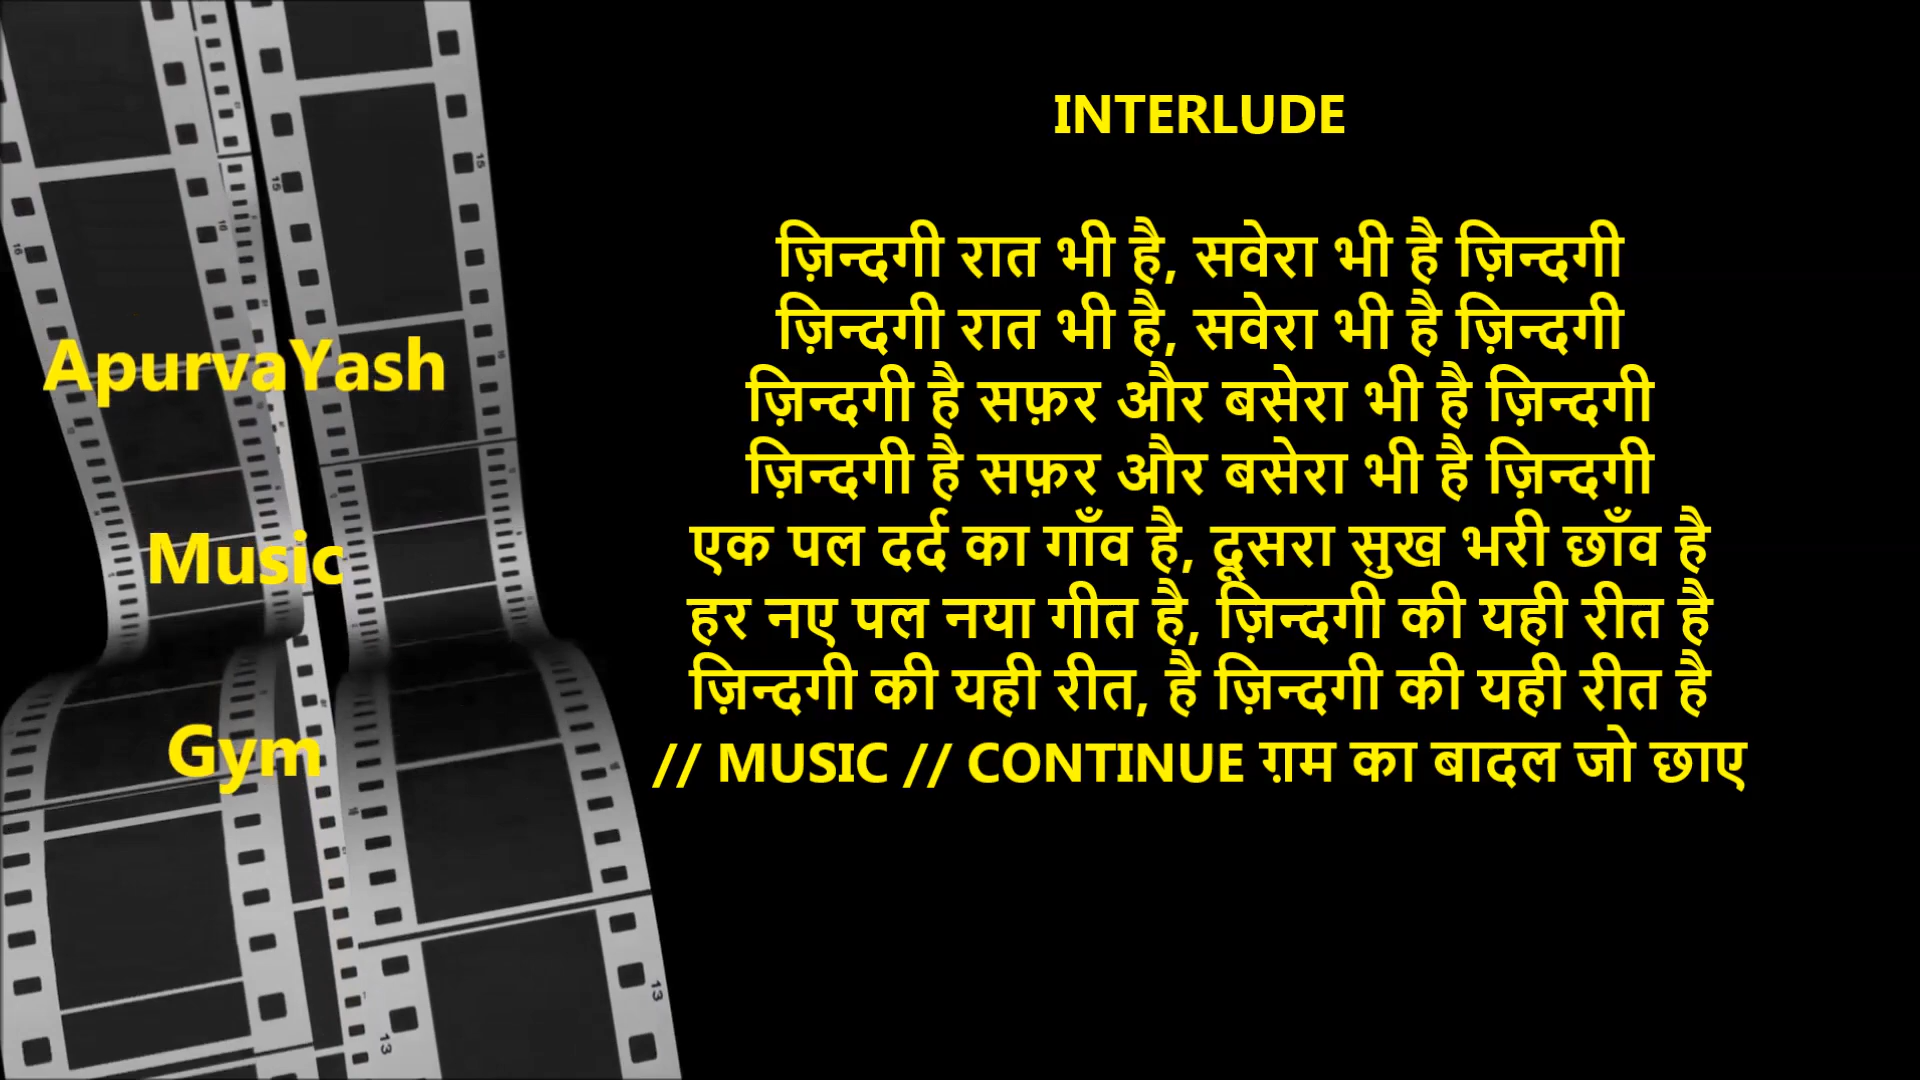 ApurvaYash
Music
Gym
INTERLUDE
ज़िन्दगी रात भी है, सवेरा भी है ज़िन्दगी
ज़िन्दगी रात भी है, सवेरा भी है ज़िन्दगी
ज़िन्दगी है सफ़र और बसेरा भी है ज़िन्दगी
ज़िन्दगी है सफ़र और बसेरा भी है ज़िन्दगी
एक पल दर्द का गाँव है, दूसरा सुख भरी छाँव है
हर नए पल नया गीत है, ज़िन्दगी की यही रीत है
ज़िन्दगी की यही रीत, है ज़िन्दगी की यही रीत है
// MUSIC // CONTINUE ग़म का बादल जो छाए